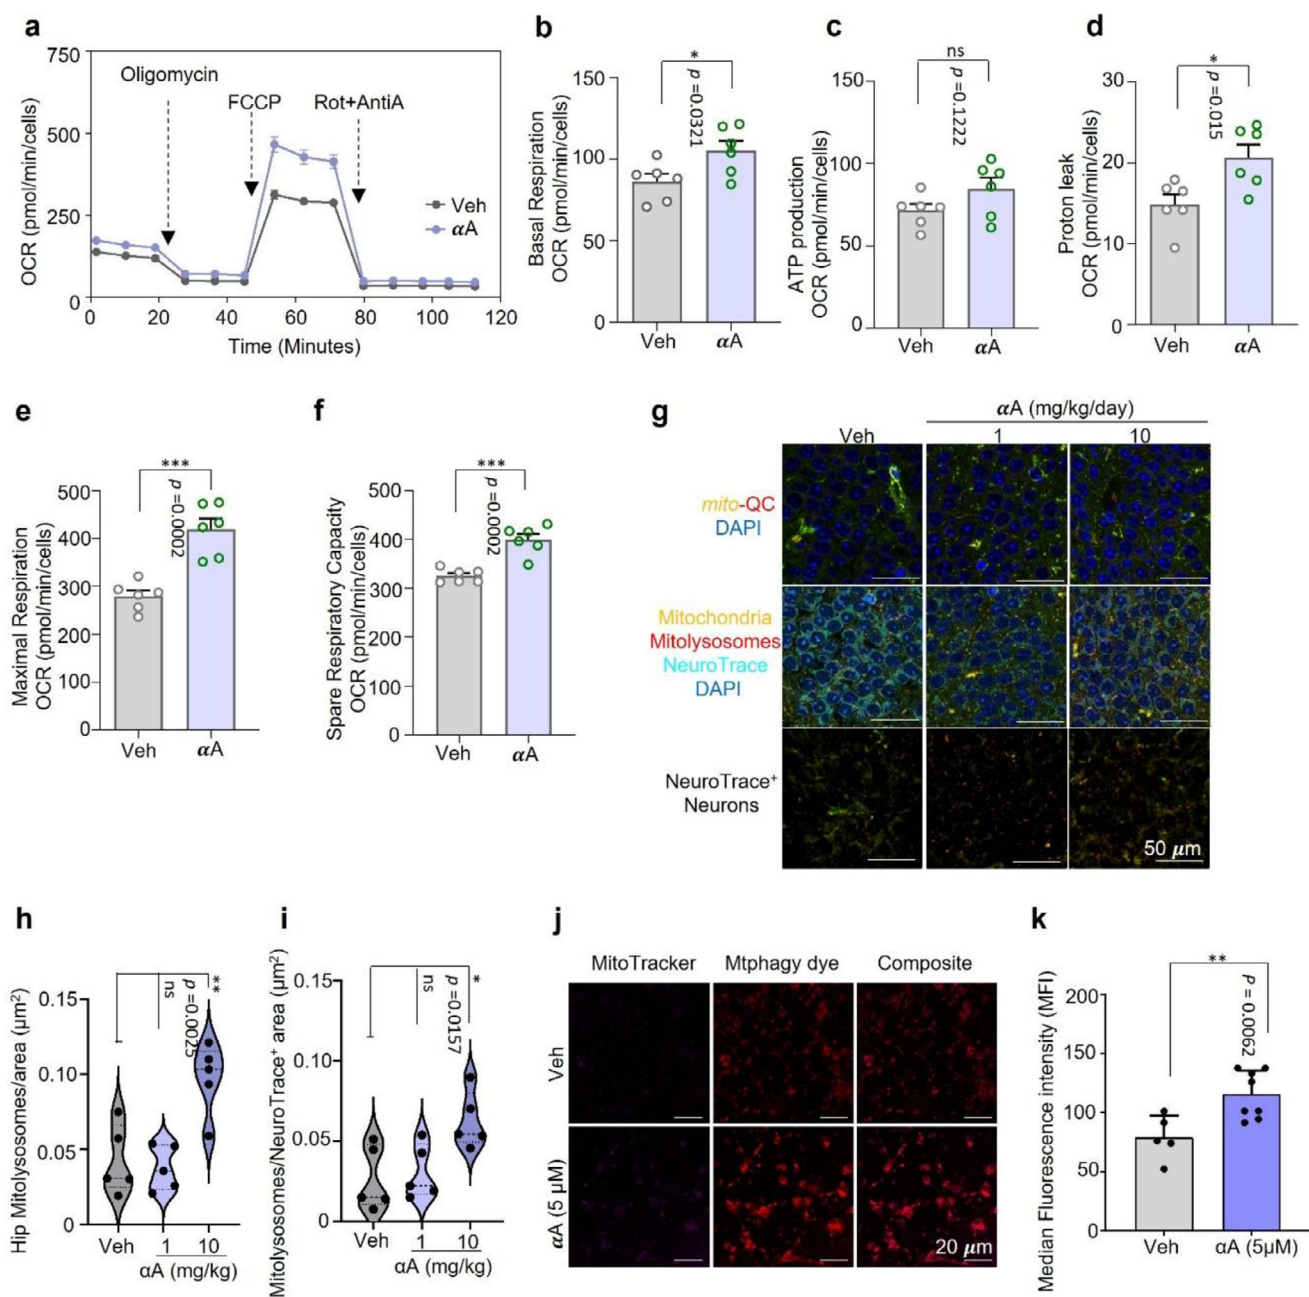 a
750
500
250
0
OCR (pmol/min/cells)
Oligomycin
FCCP
Rot+AntiA
Veh
αA
0 20 40 60 80 100 120
Time (Minutes)
b
*
p =0.0321
150
100
50
0
Basal Respiration
OCR (pmol/min/cells)
Veh αA
c
ns
p =0.1222
150
100
50
0
ATP production
OCR (pmol/min/cells)
Veh αA
d
*
p =0.015
30
20
10
0
Proton leak
OCR (pmol/min/cells)
Veh αA
e
***
p =0.0002
500
400
300
200
100
0
Maximal Respiration
OCR (pmol/min/cells)
Veh αA
f
***
p =0.0002
500
400
300
200
100
0
Spare Respiratory Capacity
OCR (pmol/min/cells)
Veh αA
g
αA (mg/kg/day)
Veh 1 10
mito-QC
DAPI
Mitochondria
Mitolysosomes
NeuroTrace
DAPI
NeuroTrace⁺
Neurons
50 μm
h
ns
**
p =0.0025
0.15
0.10
0.05
0
Hip Mitolysosomes/area (μm²)
Veh 1 10
αA (mg/kg)
i
ns
*
p =0.0157
0.15
0.10
0.05
0
Mitolysosomes/NeuroTrace⁺ area (μm²)
Veh 1 10
αA (mg/kg)
j
MitoTracker Mtphagy dye Composite
Veh
αA (5 μM)
20 μm
k
**
p = 0.0062
200
150
100
50
0
Median Fluorescence intensity (MFI)
Veh αA (5μM)